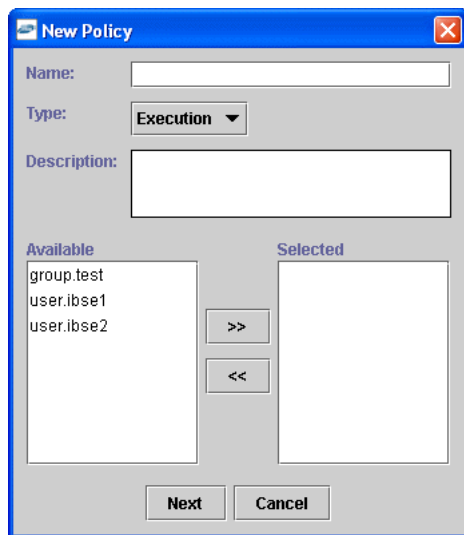 New Policy
Name:
Type:
Execution
Description:
Available
Selected
group.test
user.ibse1
user.ibse2
>>
<<
Next
Cancel